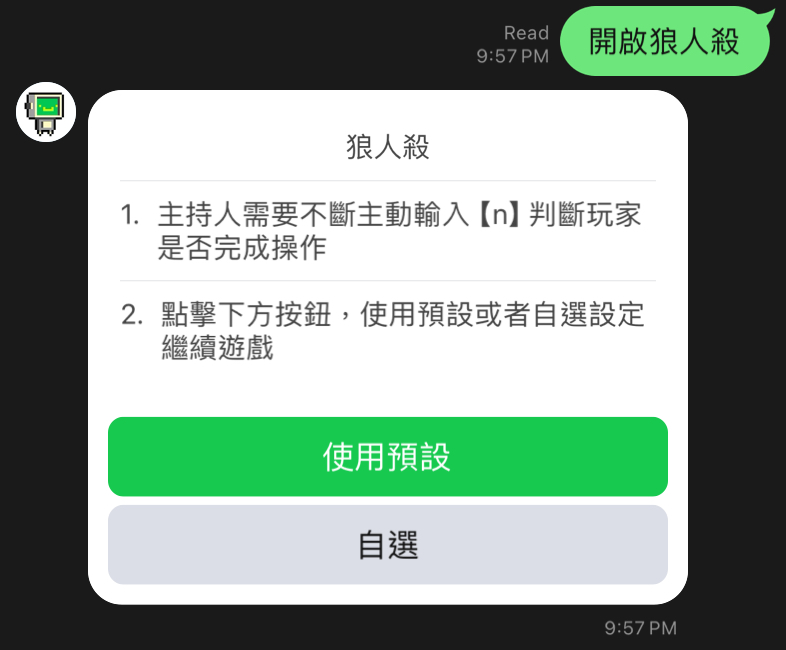 Read
9:57 PM
開啟狼人殺
狼人殺
1. 主持人需要不斷主動輸入【n】判斷玩家
是否完成操作
2. 點擊下方按鈕，使用預設或者自選設定
繼續遊戲
使用預設
自選
9:57 PM